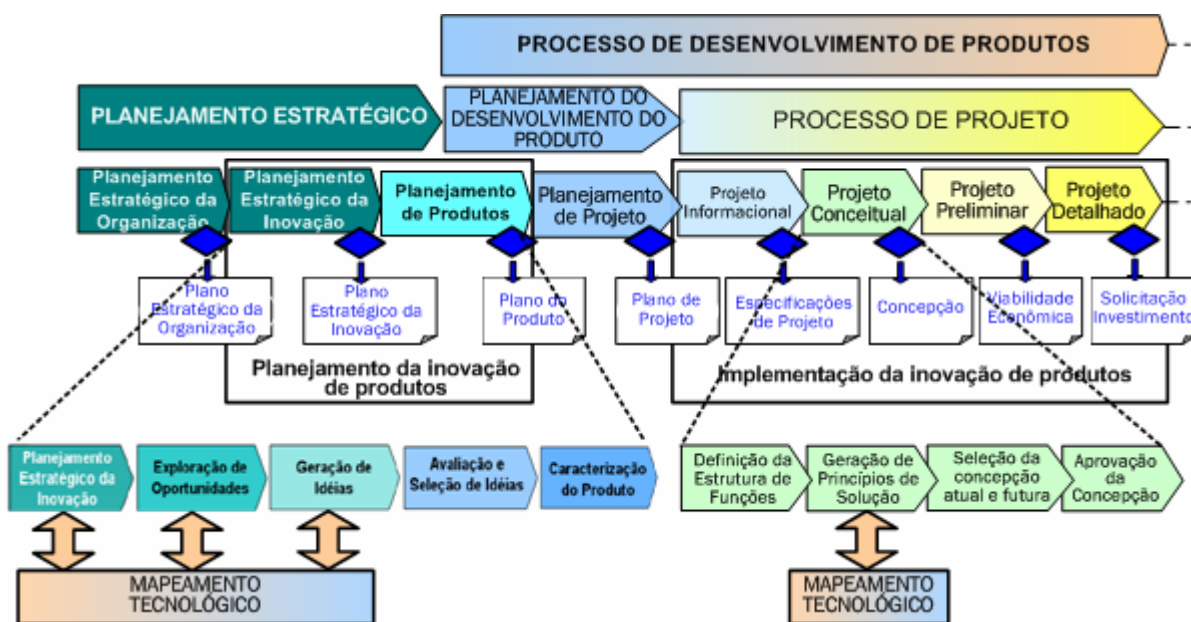 PROCESSO DE DESENVOLVIMENTO DE PRODUTOS
PLANEJAMENTO ESTRATÉGICO
PLANEJAMENTO DO
DESENVOLVIMENTO DO
PRODUTO
PROCESSO DE PROJETO
Planejamento
Estratégico da
Organização
Planejamento
Estratégico da
Inovação
Planejamento
de Produtos
Planejamento
de Projeto
Projeto
Informacional
Projeto
Conceitual
Projeto
Preliminar
Projeto
Detalhado
Plano
Estratégico da
Organização
Plano
Estratégico da
Inovação
Plano do
Produto
Plano de
Projeto
Especificações
de Projeto
Concepção
Viabilidade
Econômica
Solicitação
Investimento
Planejamento da inovação
de produtos
Implementação da inovação de produtos
Planejamento
Estratégico da
Inovação
Exploração de
Oportunidades
Geração de
Idéias
Avaliação e
Seleção de Idéias
Caracterização
do Produto
Definição da
Estrutura de
Funções
Geração de
Princípios de
Solução
Seleção da
concepção
atual e futura
Aprovação
da
Concepção
MAPEAMENTO
TECNOLÓGICO
MAPEAMENTO
TECNOLÓGICO